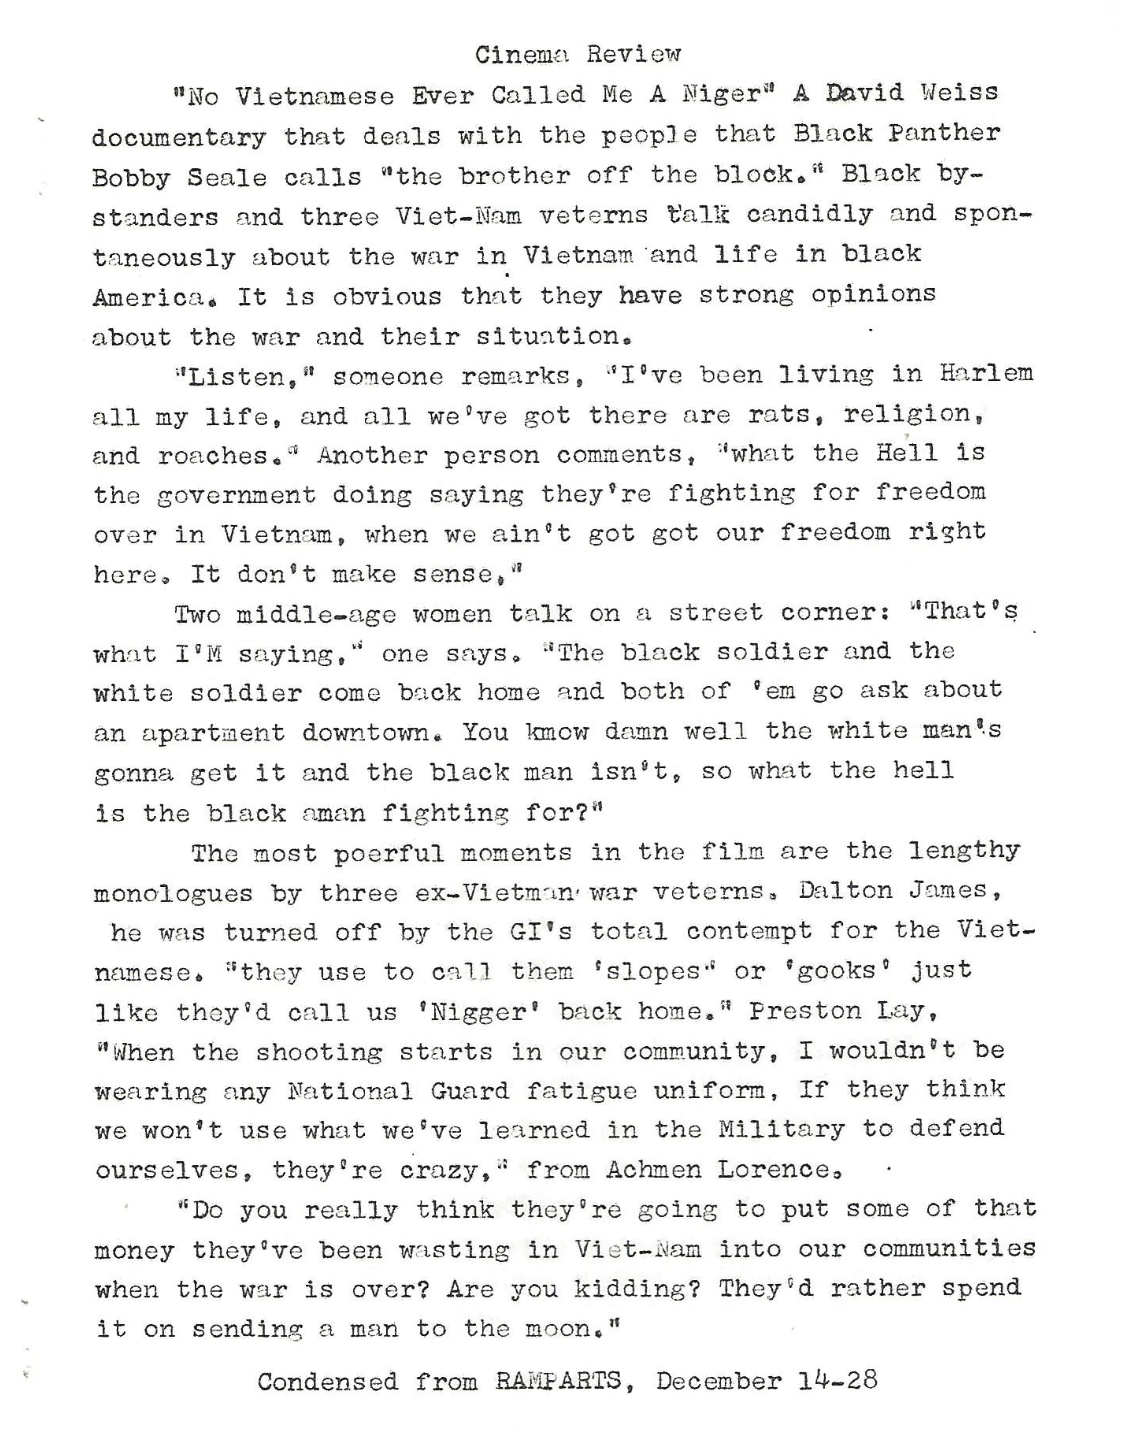 Cinema Review
"No Vietnamese Ever Called Me A Niger" A David Weiss
documentary that deals with the people that Black Panther
Bobby Seale calls "the brother off the block." Black by-
standers and three Viet-Nam veterns talk candidly and spon-
taneously about the war in Vietnam and life in black
America. It is obvious that they have strong opinions
about the war and their situation.
"Listen," someone remarks, "I've been living in Harlem
all my life, and all we've got there are rats, religion,
and roaches." Another person comments, "what the Hell is
the government doing saying they're fighting for freedom
over in Vietnam, when we ain't got got our freedom right
here. It don't make sense,"
Two middle-age women talk on a street corner: "That's
what I'M saying," one says. "The black soldier and the
white soldier come back home and both of 'em go ask about
an apartment downtown. You kmow damn well the white man's
gonna get it and the black man isn't, so what the hell
is the black aman fighting for?"
The most poerful moments in the film are the lengthy
monologues by three ex-Vietman war veterns. Dalton James,
he was turned off by the GI's total contempt for the Viet-
namese. "they use to call them 'slopes" or 'gooks' just
like they'd call us 'Nigger' back home." Preston Lay,
"When the shooting starts in our community, I wouldn't be
wearing any National Guard fatigue uniform, If they think
we won't use what we've learned in the Military to defend
ourselves, they're crazy," from Achmen Lorence.
"Do you really think they're going to put some of that
money they've been wasting in Viet-Nam into our communities
when the war is over? Are you kidding? They'd rather spend
it on sending a man to the moon."
Condensed from RAMPARTS, December 14-28